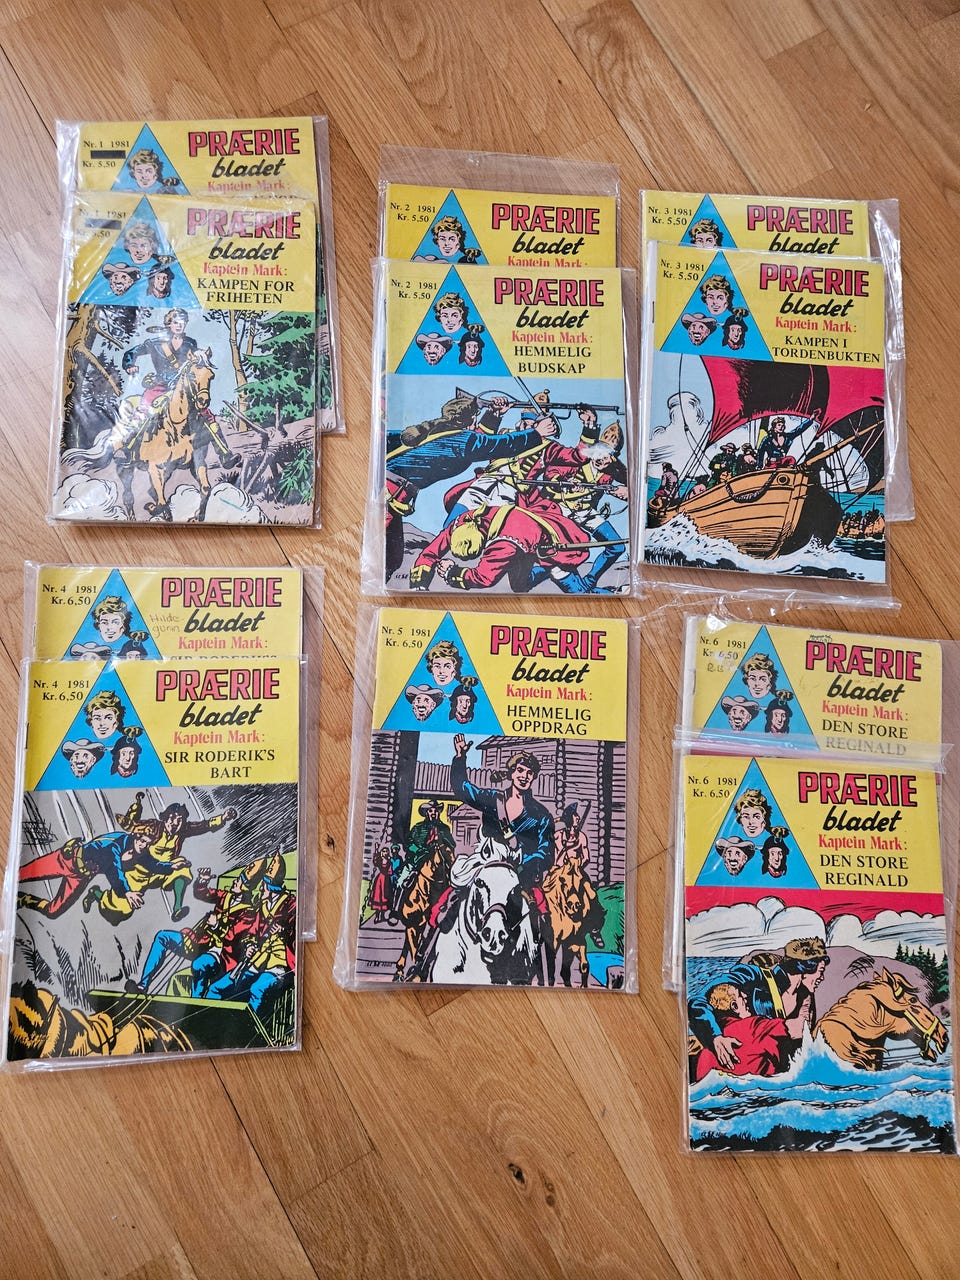 Nr. 1 1981
Kr. 5.50
PRÆRIE
bladet
Kaptein Mark:
Nr. 1 1981
5.50
PRÆRIE
bladet
Kaptein Mark:
KAMPEN FOR
FRIHETEN
Nr. 2 1981
Kr. 5,50
PRÆRIE
bladet
Kaptein Mark:
Nr. 2 1981
Kr. 5,50
PRÆRIE
bladet
Kaptein Mark:
HEMMELIG
BUDSKAP
Nr. 3 1981
Kr. 5,50
PRÆRIE
bladet
Nr. 3 1981
Kr. 5,50
PRÆRIE
bladet
Kaptein Mark:
KAMPEN I
TORDENBUKTEN
Nr. 4 1981
Kr. 6,50
Hilde
PRÆRIE
bladet
Kaptein Mark:
SIR RODERIK'S
Nr. 4 1981
Kr. 6,50
PRÆRIE
bladet
Kaptein Mark:
SIR RODERIK'S
BART
Nr. 5 1981
Kr. 6,50
PRÆRIE
bladet
Kaptein Mark:
HEMMELIG
OPPDRAG
Nr. 6 1981
Kr. 6,50
PRÆRIE
bladet
Kaptein Mark:
DEN STORE
REGINALD
Nr. 6 1981
Kr. 6,50
PRÆRIE
bladet
Kaptein Mark:
DEN STORE
REGINALD